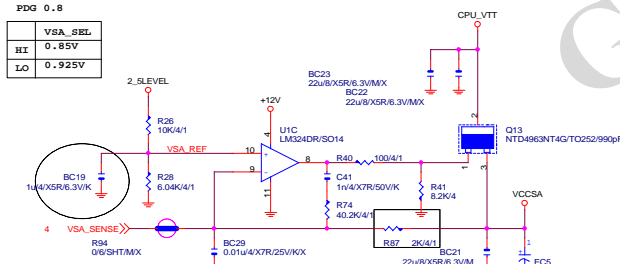 PDG 0.8
VSA_SEL
HI 0.85V
LO 0.925V
CPU_VTT
BC23
22u/8/X5R/6.3V/M/X
BC22
22u/8/X5R/6.3V/M/X
2_5LEVEL
+12V
R26
10K/4/1
U1C
LM324DR/SO14
2
Q13
NTD4963NT4G/TO252/990pF
VSA_REF
4
10
+
8
9
-
11
R40
100/4/1
1
3
BC19
1u/4/X5R/6.3V/K
R28
6.04K/4/1
C41
1n/4/X7R/50V/K
R41
8.2K/4
R74
40.2K/4/1
VCCSA
4 VSA_SENSE
R94
0/6/SHT/M/X
BC29
0.01u/4/X7R/25V/K/X
R87 2K/4/1
BC21
22u/8/X5R/6.3V/M
1
EC5